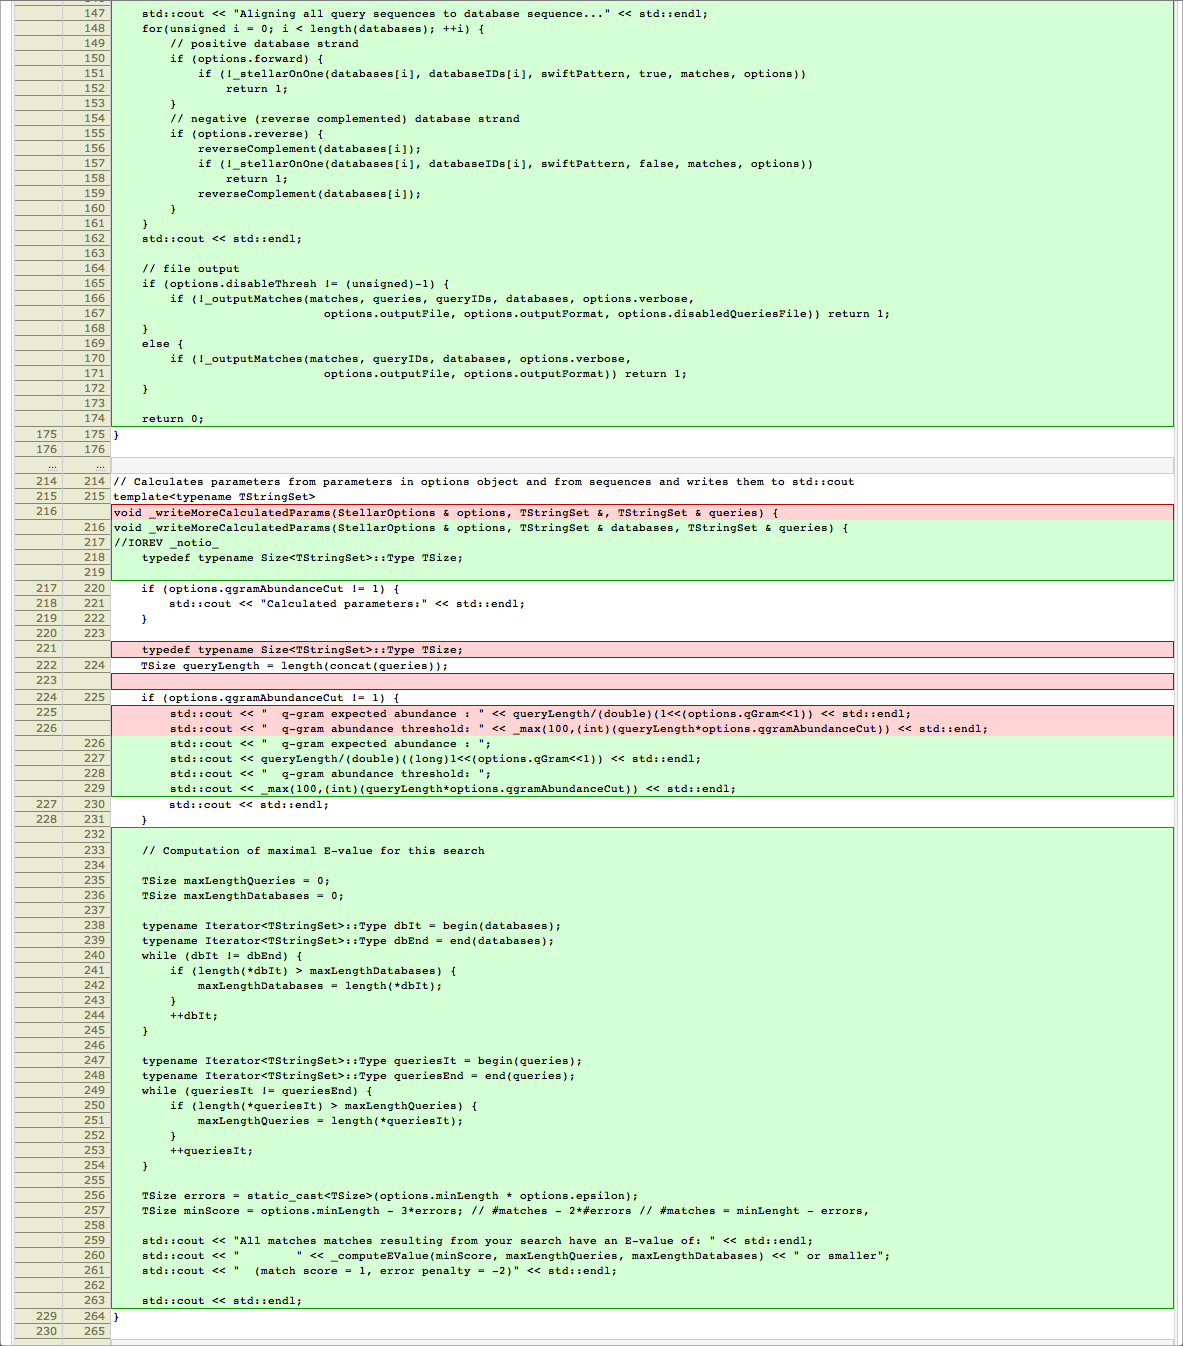 147     std::cout << "Aligning all query sequences to database sequence..." << std::endl;
148     for(unsigned i = 0; i < length(databases); ++i) {
149         // positive database strand
150         if (options.forward) {
151             if (!_stellarOnOne(databases[i], databaseIDs[i], swiftPattern, true, matches, options))
152                 return 1;
153         }
154         // negative (reverse complemented) database strand
155         if (options.reverse) {
156             reverseComplement(databases[i]);
157             if (!_stellarOnOne(databases[i], databaseIDs[i], swiftPattern, false, matches, options))
158                 return 1;
159             reverseComplement(databases[i]);
160         }
161     }
162     std::cout << std::endl;
163
164     // file output
165     if (options.disableThresh != (unsigned)-1) {
166         if (!_outputMatches(matches, queries, queryIDs, databases, options.verbose,
167                               options.outputFile, options.outputFormat, options.disabledQueriesFile)) return 1;
168     }
169     else {
170         if (!_outputMatches(matches, queryIDs, databases, options.verbose,
171                               options.outputFile, options.outputFormat)) return 1;
172     }
173
174     return 0;
175 175 }
176 176
... ...
214 214 // Calculates parameters from parameters in options object and from sequences and writes them to std::cout
215 215 template<typename TStringSet>
216 void _writeMoreCalculatedParams(StellarOptions & options, TStringSet &, TStringSet & queries) {
216 void _writeMoreCalculatedParams(StellarOptions & options, TStringSet & databases, TStringSet & queries) {
217 //IOREV _notio_
218     typedef typename Size<TStringSet>::Type TSize;
219
217 220     if (options.qgramAbundanceCut != 1) {
218 221         std::cout << "Calculated parameters:" << std::endl;
219 222     }
220 223
221     typedef typename Size<TStringSet>::Type TSize;
222 224     TSize queryLength = length(concat(queries));
223
224 225     if (options.qgramAbundanceCut != 1) {
225         std::cout << "  q-gram expected abundance : " << queryLength/(double)(1<<(options.qGram<<1)) << std::endl;
226         std::cout << "  q-gram abundance threshold: " << _max(100,(int)(queryLength*options.qgramAbundanceCut)) << std::endl;
226         std::cout << "  q-gram expected abundance : ";
227         std::cout << queryLength/(double)((long)1<<(options.qGram<<1)) << std::endl;
228         std::cout << "  q-gram abundance threshold: ";
229         std::cout << _max(100,(int)(queryLength*options.qgramAbundanceCut)) << std::endl;
227 230         std::cout << std::endl;
228 231     }
232
233     // Computation of maximal E-value for this search
234
235     TSize maxLengthQueries = 0;
236     TSize maxLengthDatabases = 0;
237
238     typename Iterator<TStringSet>::Type dbIt = begin(databases);
239     typename Iterator<TStringSet>::Type dbEnd = end(databases);
240     while (dbIt != dbEnd) {
241         if (length(*dbIt) > maxLengthDatabases) {
242             maxLengthDatabases = length(*dbIt);
243         }
244         ++dbIt;
245     }
246
247     typename Iterator<TStringSet>::Type queriesIt = begin(queries);
248     typename Iterator<TStringSet>::Type queriesEnd = end(queries);
249     while (queriesIt != queriesEnd) {
250         if (length(*queriesIt) > maxLengthQueries) {
251             maxLengthQueries = length(*queriesIt);
252         }
253         ++queriesIt;
254     }
255
256     TSize errors = static_cast<TSize>(options.minLength * options.epsilon);
257     TSize minScore = options.minLength - 3*errors; // #matches - 2*#errors // #matches = minLenght - errors,
258
259     std::cout << "All matches matches resulting from your search have an E-value of: " << std::endl;
260     std::cout << "        " << _computeEValue(minScore, maxLengthQueries, maxLengthDatabases) << " or smaller";
261     std::cout << "  (match score = 1, error penalty = -2)" << std::endl;
262
263     std::cout << std::endl;
229 264 }
230 265